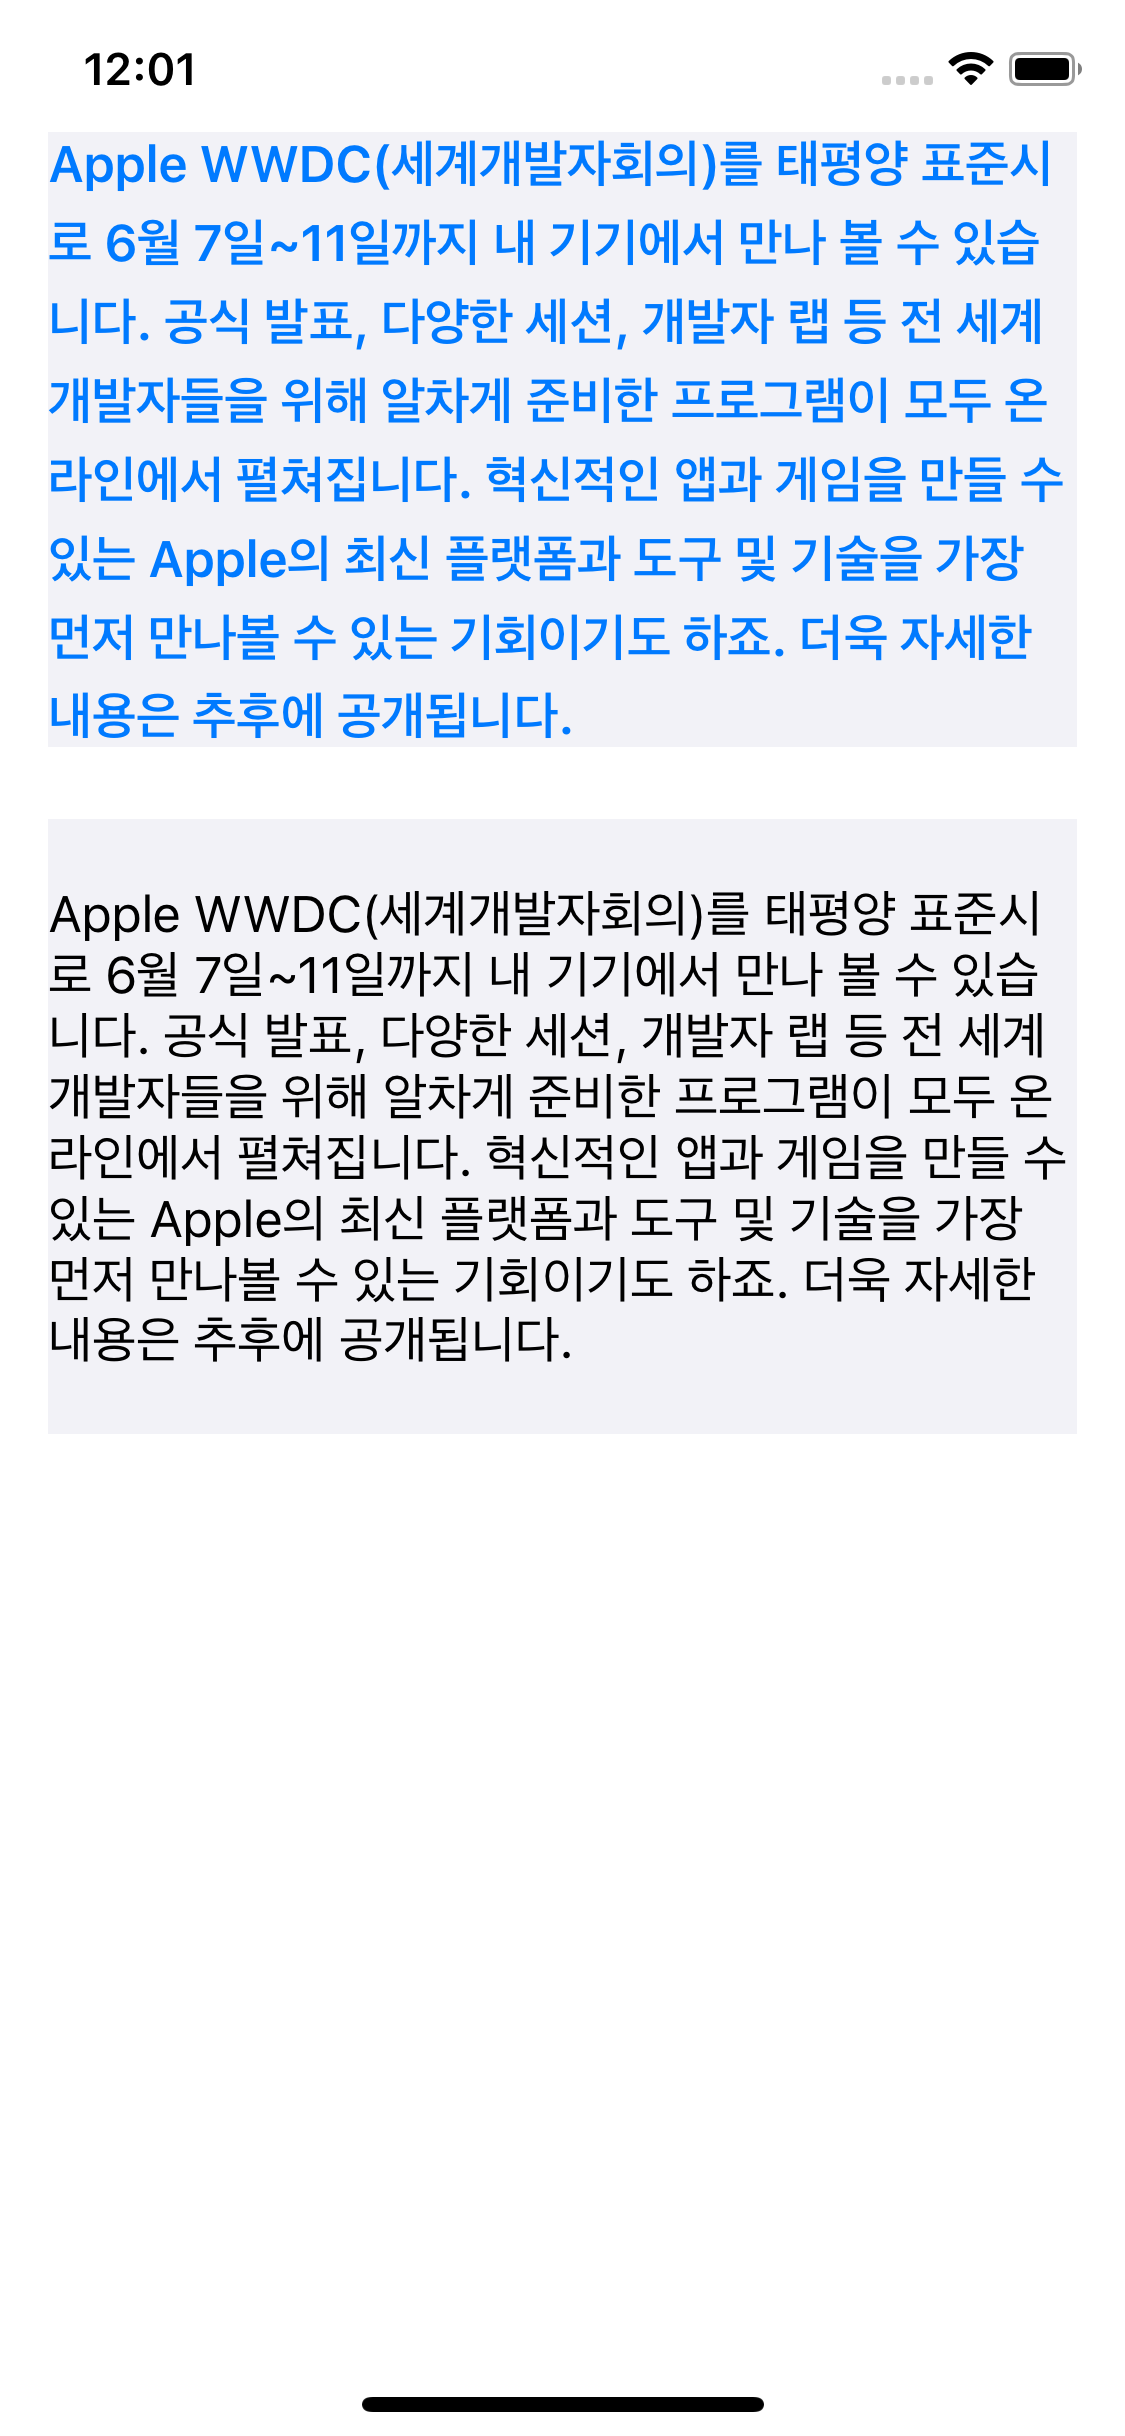 12:01
Apple WWDC(세계개발자회의)를 태평양 표준시
로 6월 7일~11일까지 내 기기에서 만나 볼 수 있습
니다. 공식 발표, 다양한 세션, 개발자 랩 등 전 세계
개발자들을 위해 알차게 준비한 프로그램이 모두 온
라인에서 펼쳐집니다. 혁신적인 앱과 게임을 만들 수
있는 Apple의 최신 플랫폼과 도구 및 기술을 가장
먼저 만나볼 수 있는 기회이기도 하죠. 더욱 자세한
내용은 추후에 공개됩니다.
Apple WWDC(세계개발자회의)를 태평양 표준시
로 6월 7일~11일까지 내 기기에서 만나 볼 수 있습
니다. 공식 발표, 다양한 세션, 개발자 랩 등 전 세계
개발자들을 위해 알차게 준비한 프로그램이 모두 온
라인에서 펼쳐집니다. 혁신적인 앱과 게임을 만들 수
있는 Apple의 최신 플랫폼과 도구 및 기술을 가장
먼저 만나볼 수 있는 기회이기도 하죠. 더욱 자세한
내용은 추후에 공개됩니다.